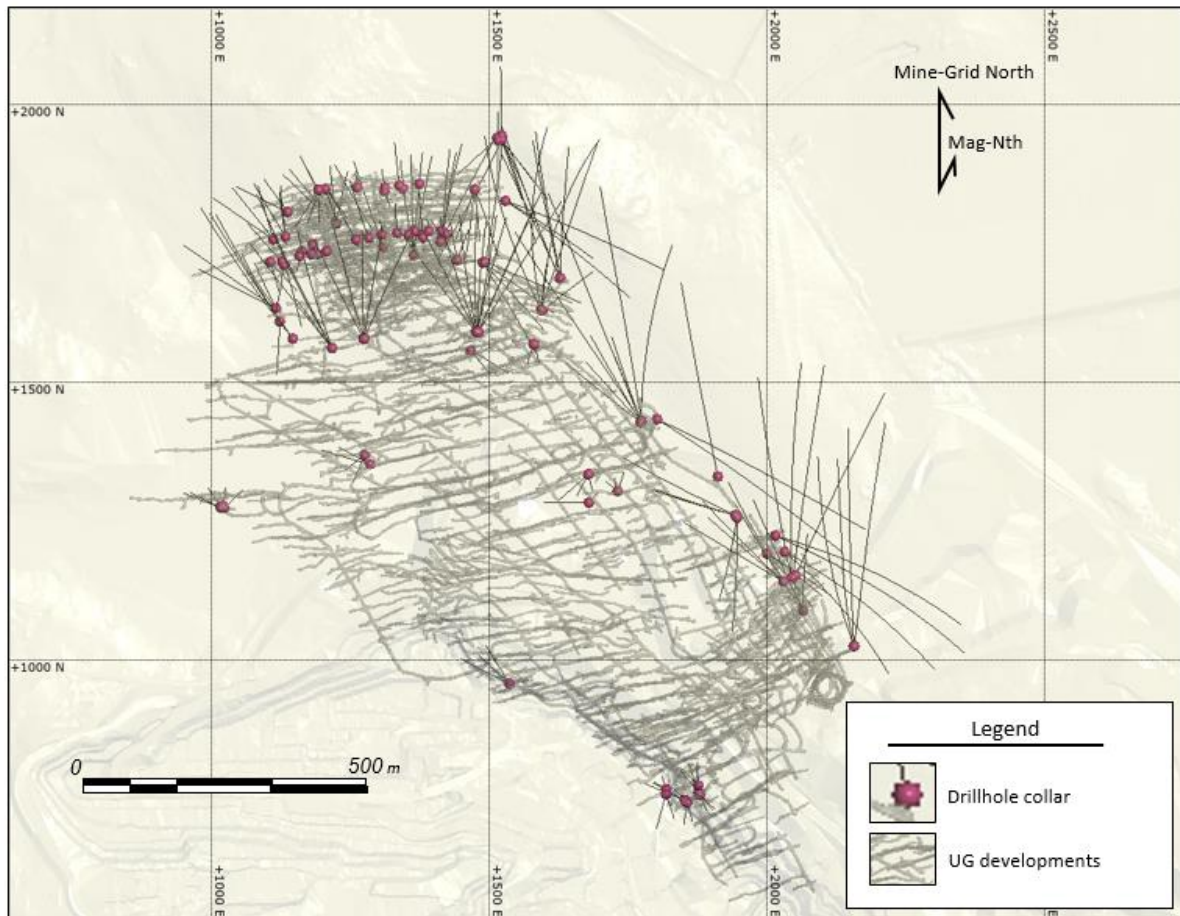 +1000 E
+1500 E
+2000 E
+2500 E
Mine-Grid North
+2000 N
Mag-Nth
+1500 N
+1000 N
Legend
0
500 m
Drillhole collar
UG developments
+1000 E
+1500 E
+2000 E